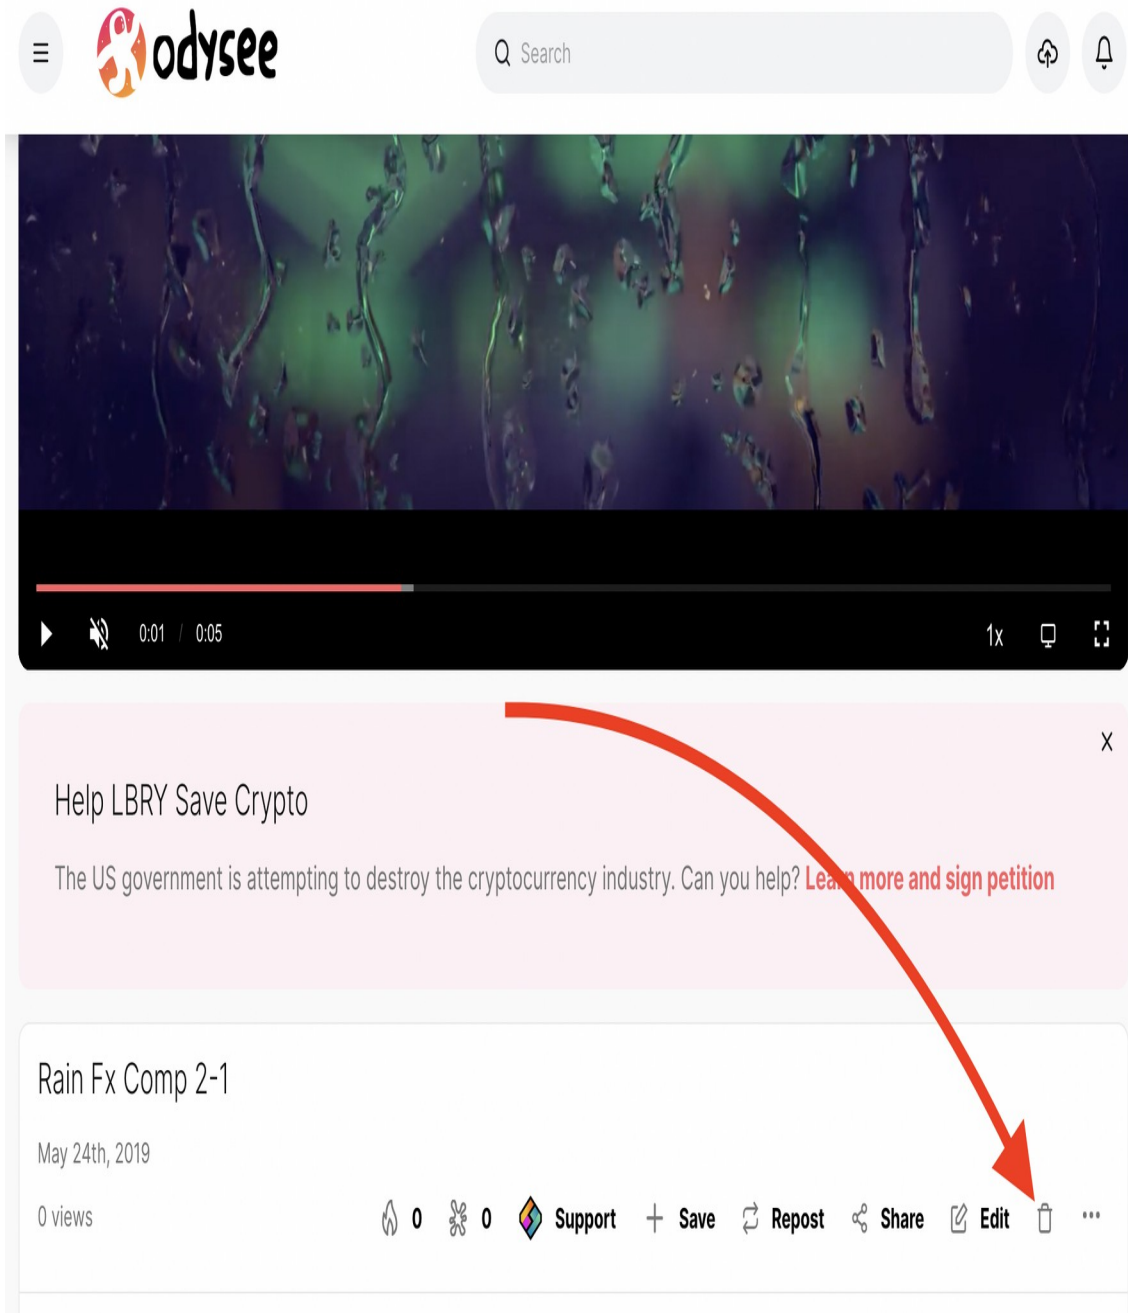 odysee
Search
0:01 / 0:05
1x
Help LBRY Save Crypto
The US government is attempting to destroy the cryptocurrency industry. Can you help? Learn more and sign petition
Rain Fx Comp 2-1
May 24th, 2019
0 views 0 0 Support Save Repost Share Edit